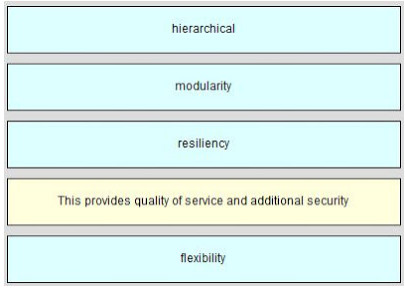 hierarchical
modularity
resiliency
This provides quality of service and additional security
flexibility